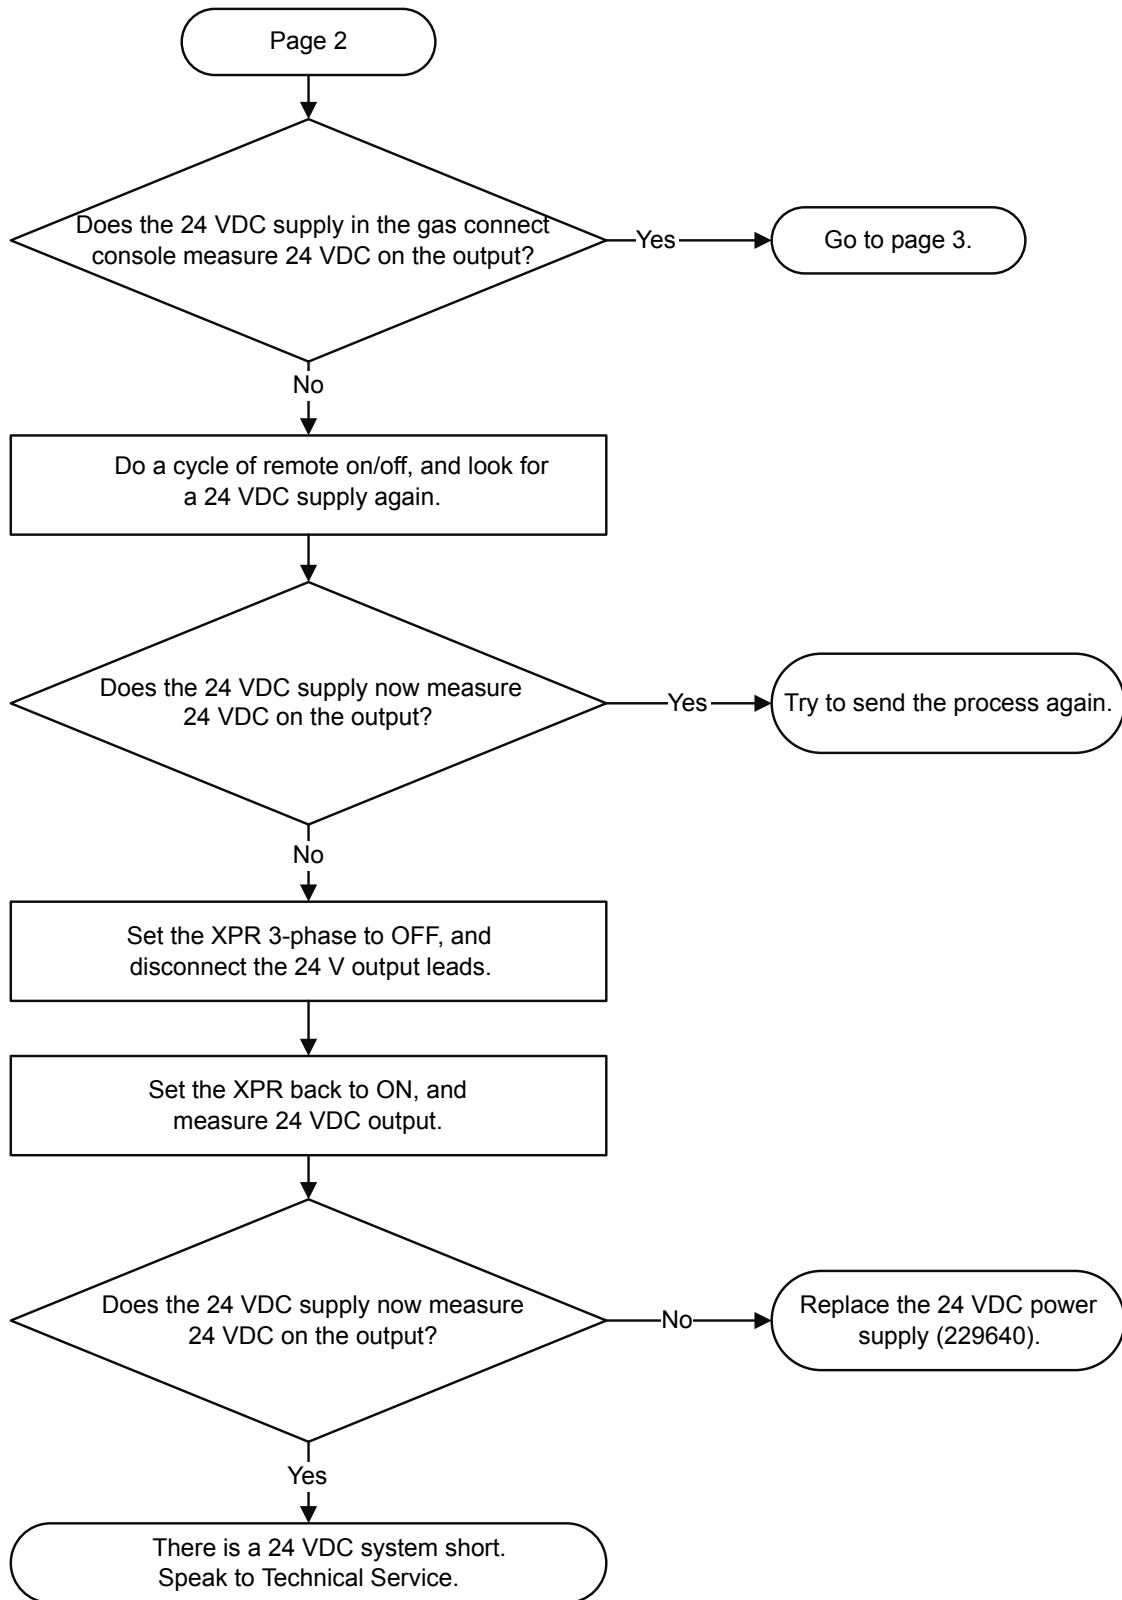 Page 2
Does the 24 VDC supply in the gas connect
console measure 24 VDC on the output?
Yes
Go to page 3.
No
Do a cycle of remote on/off, and look for
a 24 VDC supply again.
Does the 24 VDC supply now measure
24 VDC on the output?
Yes
Try to send the process again.
No
Set the XPR 3-phase to OFF, and
disconnect the 24 V output leads.
Set the XPR back to ON, and
measure 24 VDC output.
Does the 24 VDC supply now measure
24 VDC on the output?
No
Replace the 24 VDC power
supply (229640).
Yes
There is a 24 VDC system short.
Speak to Technical Service.